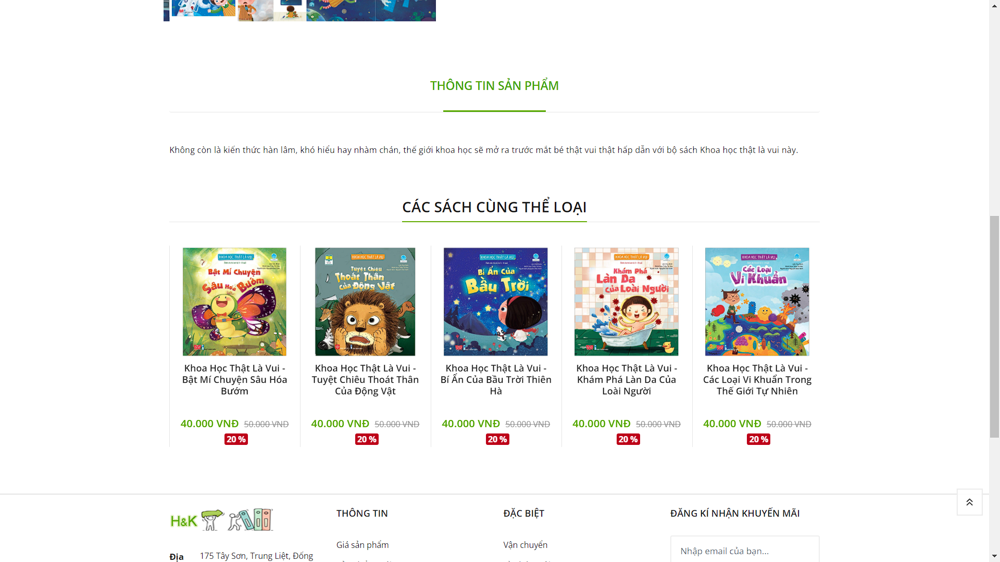 THÔNG TIN SẢN PHẨM
Không còn là kiến thức hàn lâm, khó hiểu hay nhàm chán, thế giới khoa học sẽ mở ra trước mắt bé thật vui thật hấp dẫn với bộ sách Khoa học thật là vui này.
CÁC SÁCH CÙNG THỂ LOẠI
KHOA HỌC THẬT LÀ VUI
Bật Mí Chuyện
Sâu Hóa Bướm
KHOA HỌC THẬT LÀ VUI
Tuyệt Chiêu
Thoát Thân
của Động Vật
KHOA HỌC THẬT LÀ VUI
Bí Ẩn Của
Bầu Trời
KHOA HỌC THẬT LÀ VUI
Khám Phá
Làn Da
của Loài Người
KHOA HỌC THẬT LÀ VUI
Các Loại
Vi Khuẩn
Khoa Học Thật Là Vui -
Bật Mí Chuyện Sâu Hóa
Bướm
40.000 VNĐ 50.000 VNĐ
20 %
Khoa Học Thật Là Vui -
Tuyệt Chiêu Thoát Thân
Của Động Vật
40.000 VNĐ 50.000 VNĐ
20 %
Khoa Học Thật Là Vui -
Bí Ẩn Của Bầu Trời Thiên
Hà
40.000 VNĐ 50.000 VNĐ
20 %
Khoa Học Thật Là Vui -
Khám Phá Làn Da Của
Loài Người
40.000 VNĐ 50.000 VNĐ
20 %
Khoa Học Thật Là Vui -
Các Loại Vi Khuẩn Trong
Thế Giới Tự Nhiên
40.000 VNĐ 50.000 VNĐ
20 %
H&K
Địa
175 Tây Sơn, Trung Liệt, Đống
THÔNG TIN
Giá sản phẩm
ĐẶC BIỆT
Vận chuyển
ĐĂNG KÍ NHẬN KHUYẾN MÃI
Nhập email của bạn...